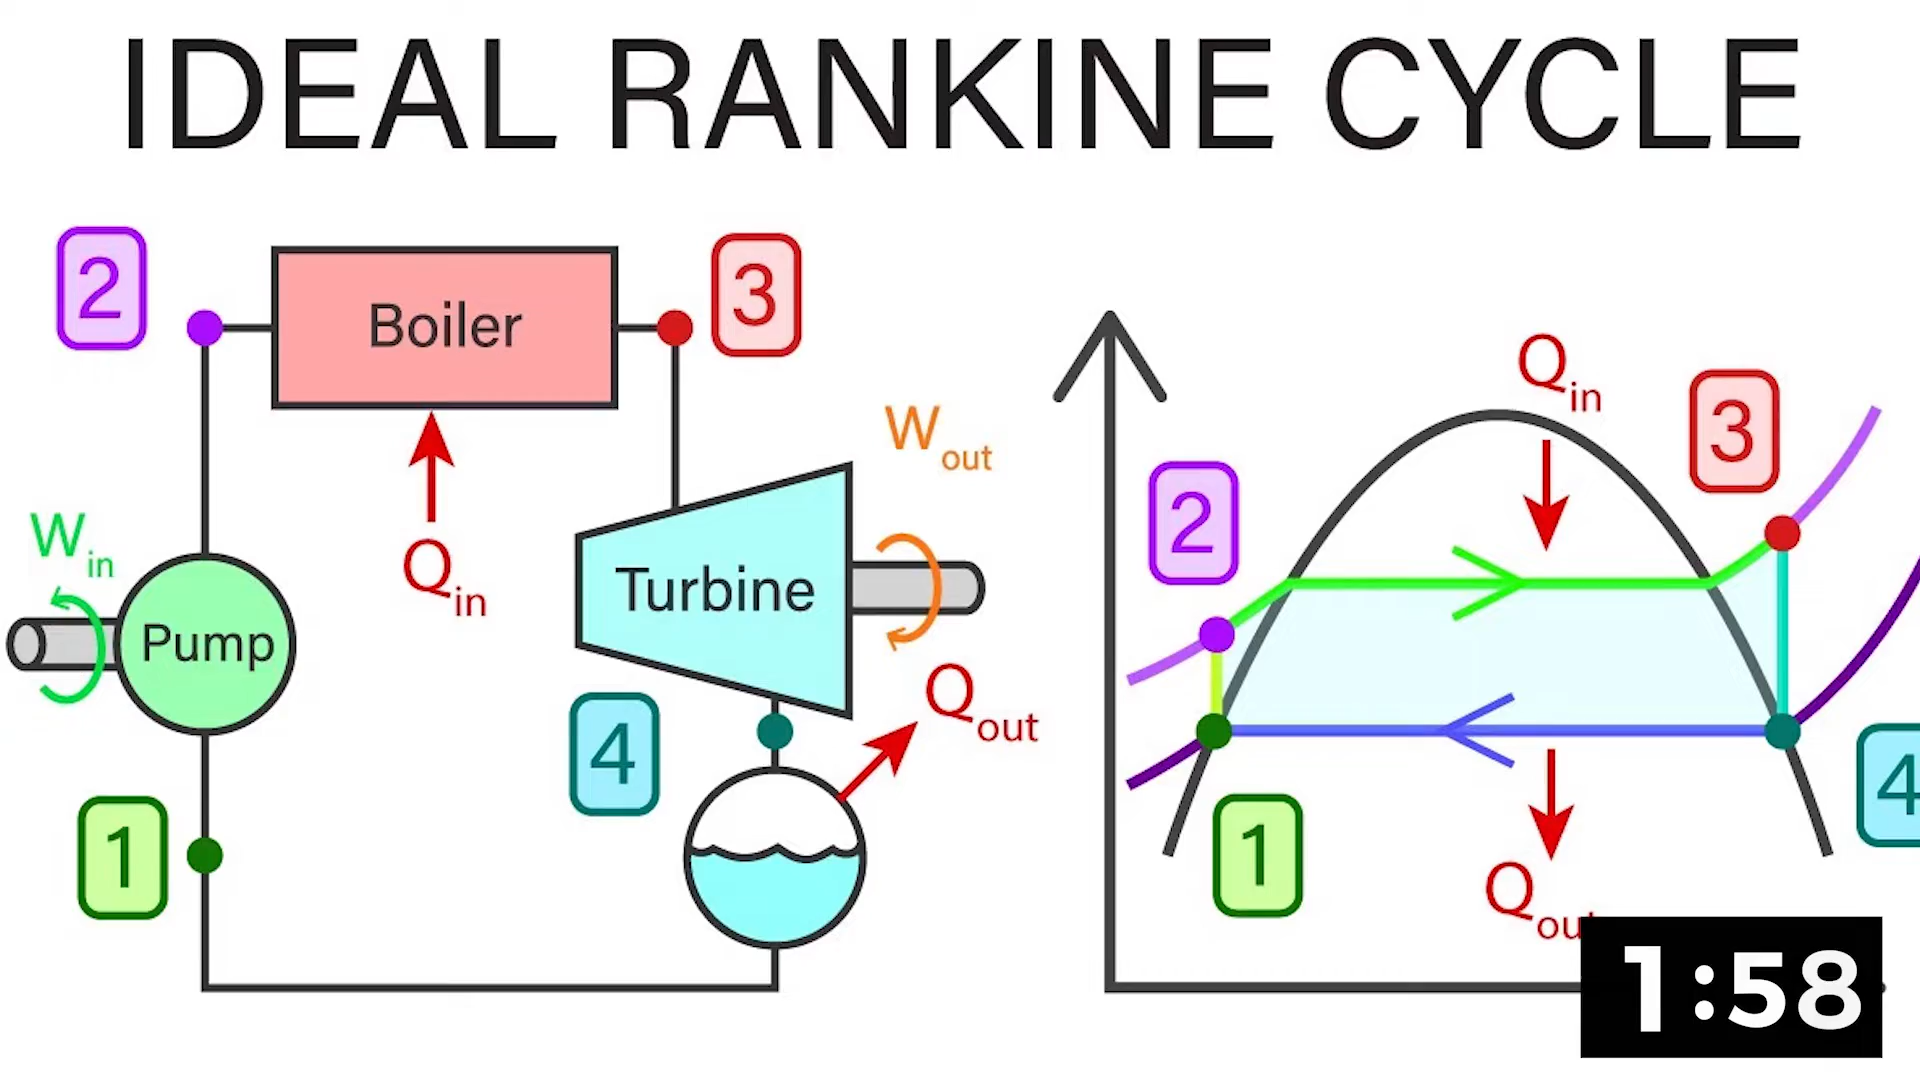 IDEAL RANKINE CYCLE
2
Boiler
3
W out
W in
Q in
Turbine
Pump
Q out
4
1
Q in
3
2
4
1
Q out
1:58